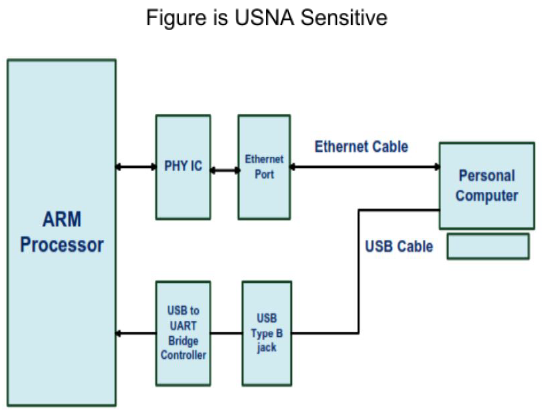 Figure is USNA Sensitive
ARM
Processor
PHY IC
Ethernet
Port
Ethernet Cable
Personal
Computer
USB Cable
USB to
UART
Bridge
Controller
USB
Type B
jack